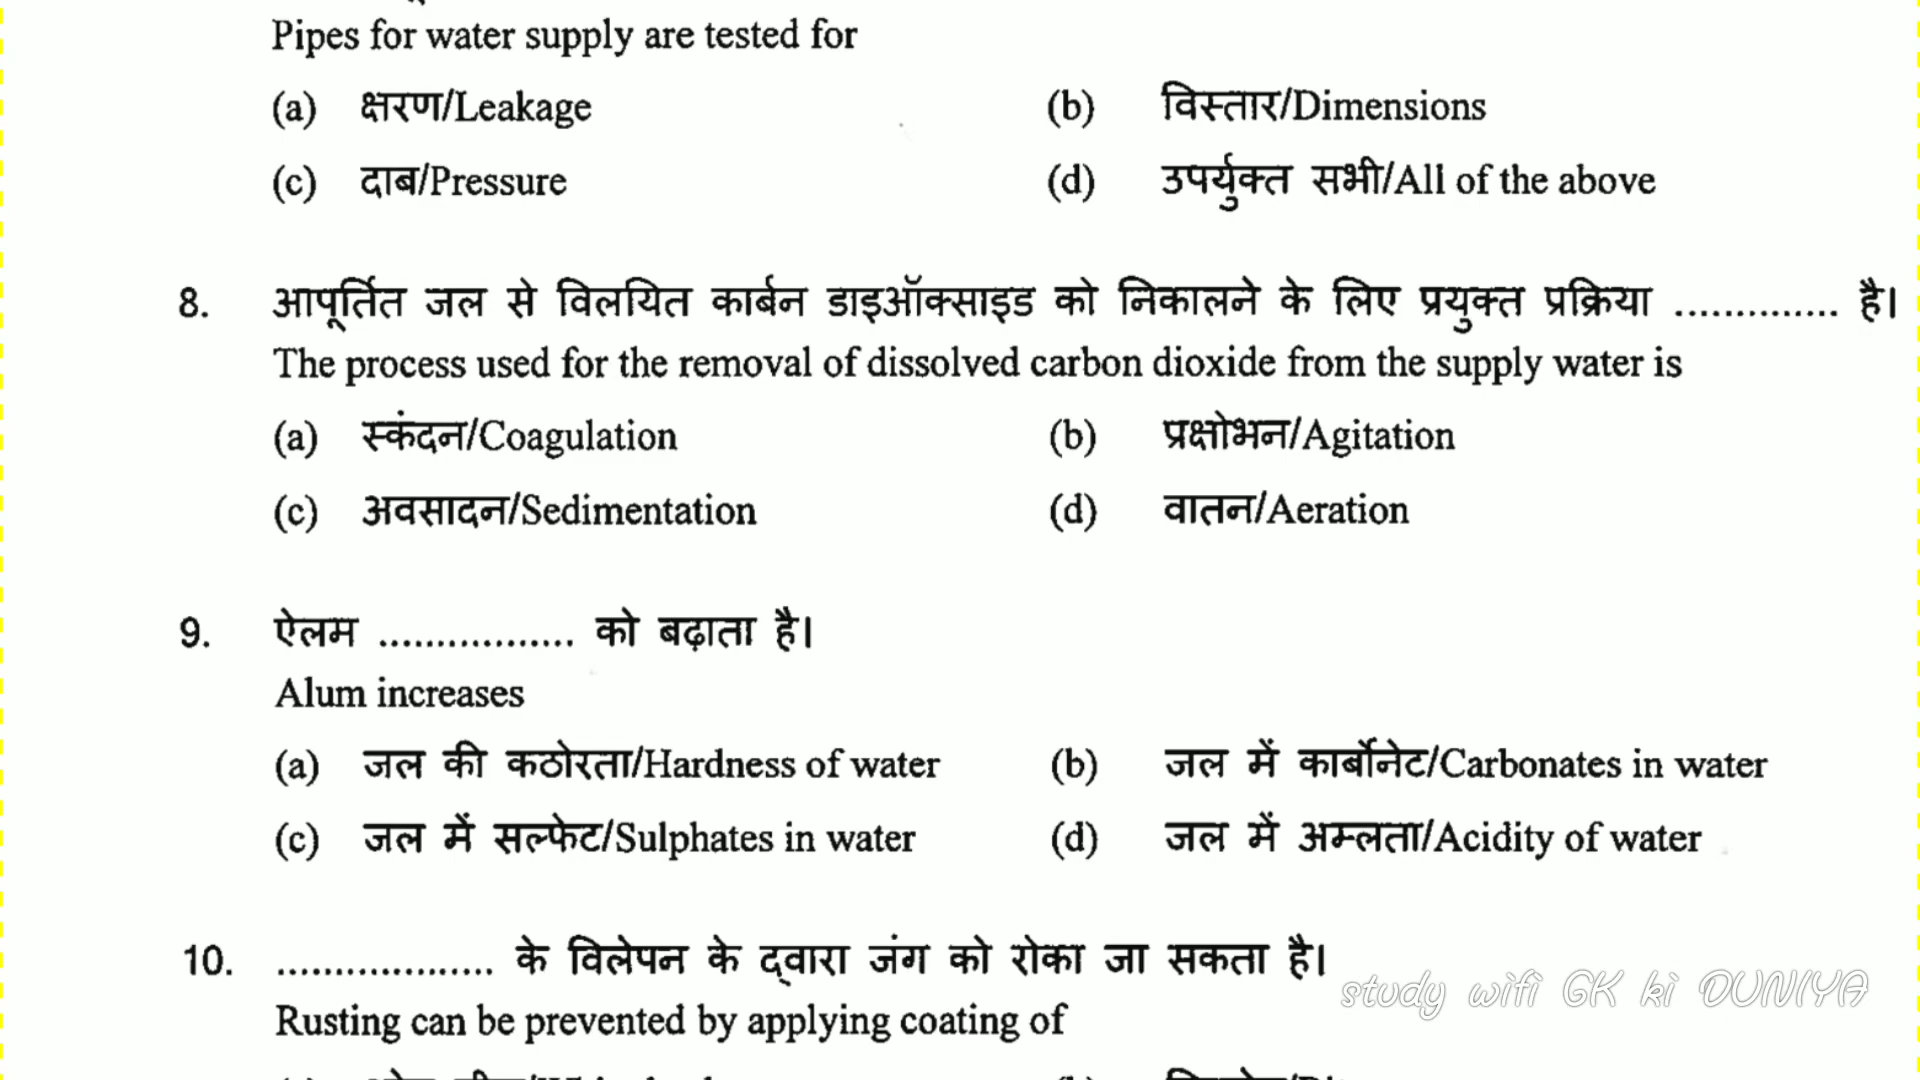 Pipes for water supply are tested for
(a) क्षरण/Leakage (b) विस्तार/Dimensions
(c) दाब/Pressure (d) उपर्युक्त सभी/All of the above
8. आपूर्तित जल से विलयित कार्बन डाइऑक्साइड को निकालने के लिए प्रयुक्त प्रक्रिया .............. है।
The process used for the removal of dissolved carbon dioxide from the supply water is
(a) स्कंदन/Coagulation (b) प्रक्षोभन/Agitation
(c) अवसादन/Sedimentation (d) वातन/Aeration
9. ऐलम ................. को बढ़ाता है।
Alum increases
(a) जल की कठोरता/Hardness of water (b) जल में कार्बोनेट/Carbonates in water
(c) जल में सल्फेट/Sulphates in water (d) जल में अम्लता/Acidity of water
10. ................... के विलेपन के द्वारा जंग को रोका जा सकता है।
study wifi GK ki DUNIYA
Rusting can be prevented by applying coating of